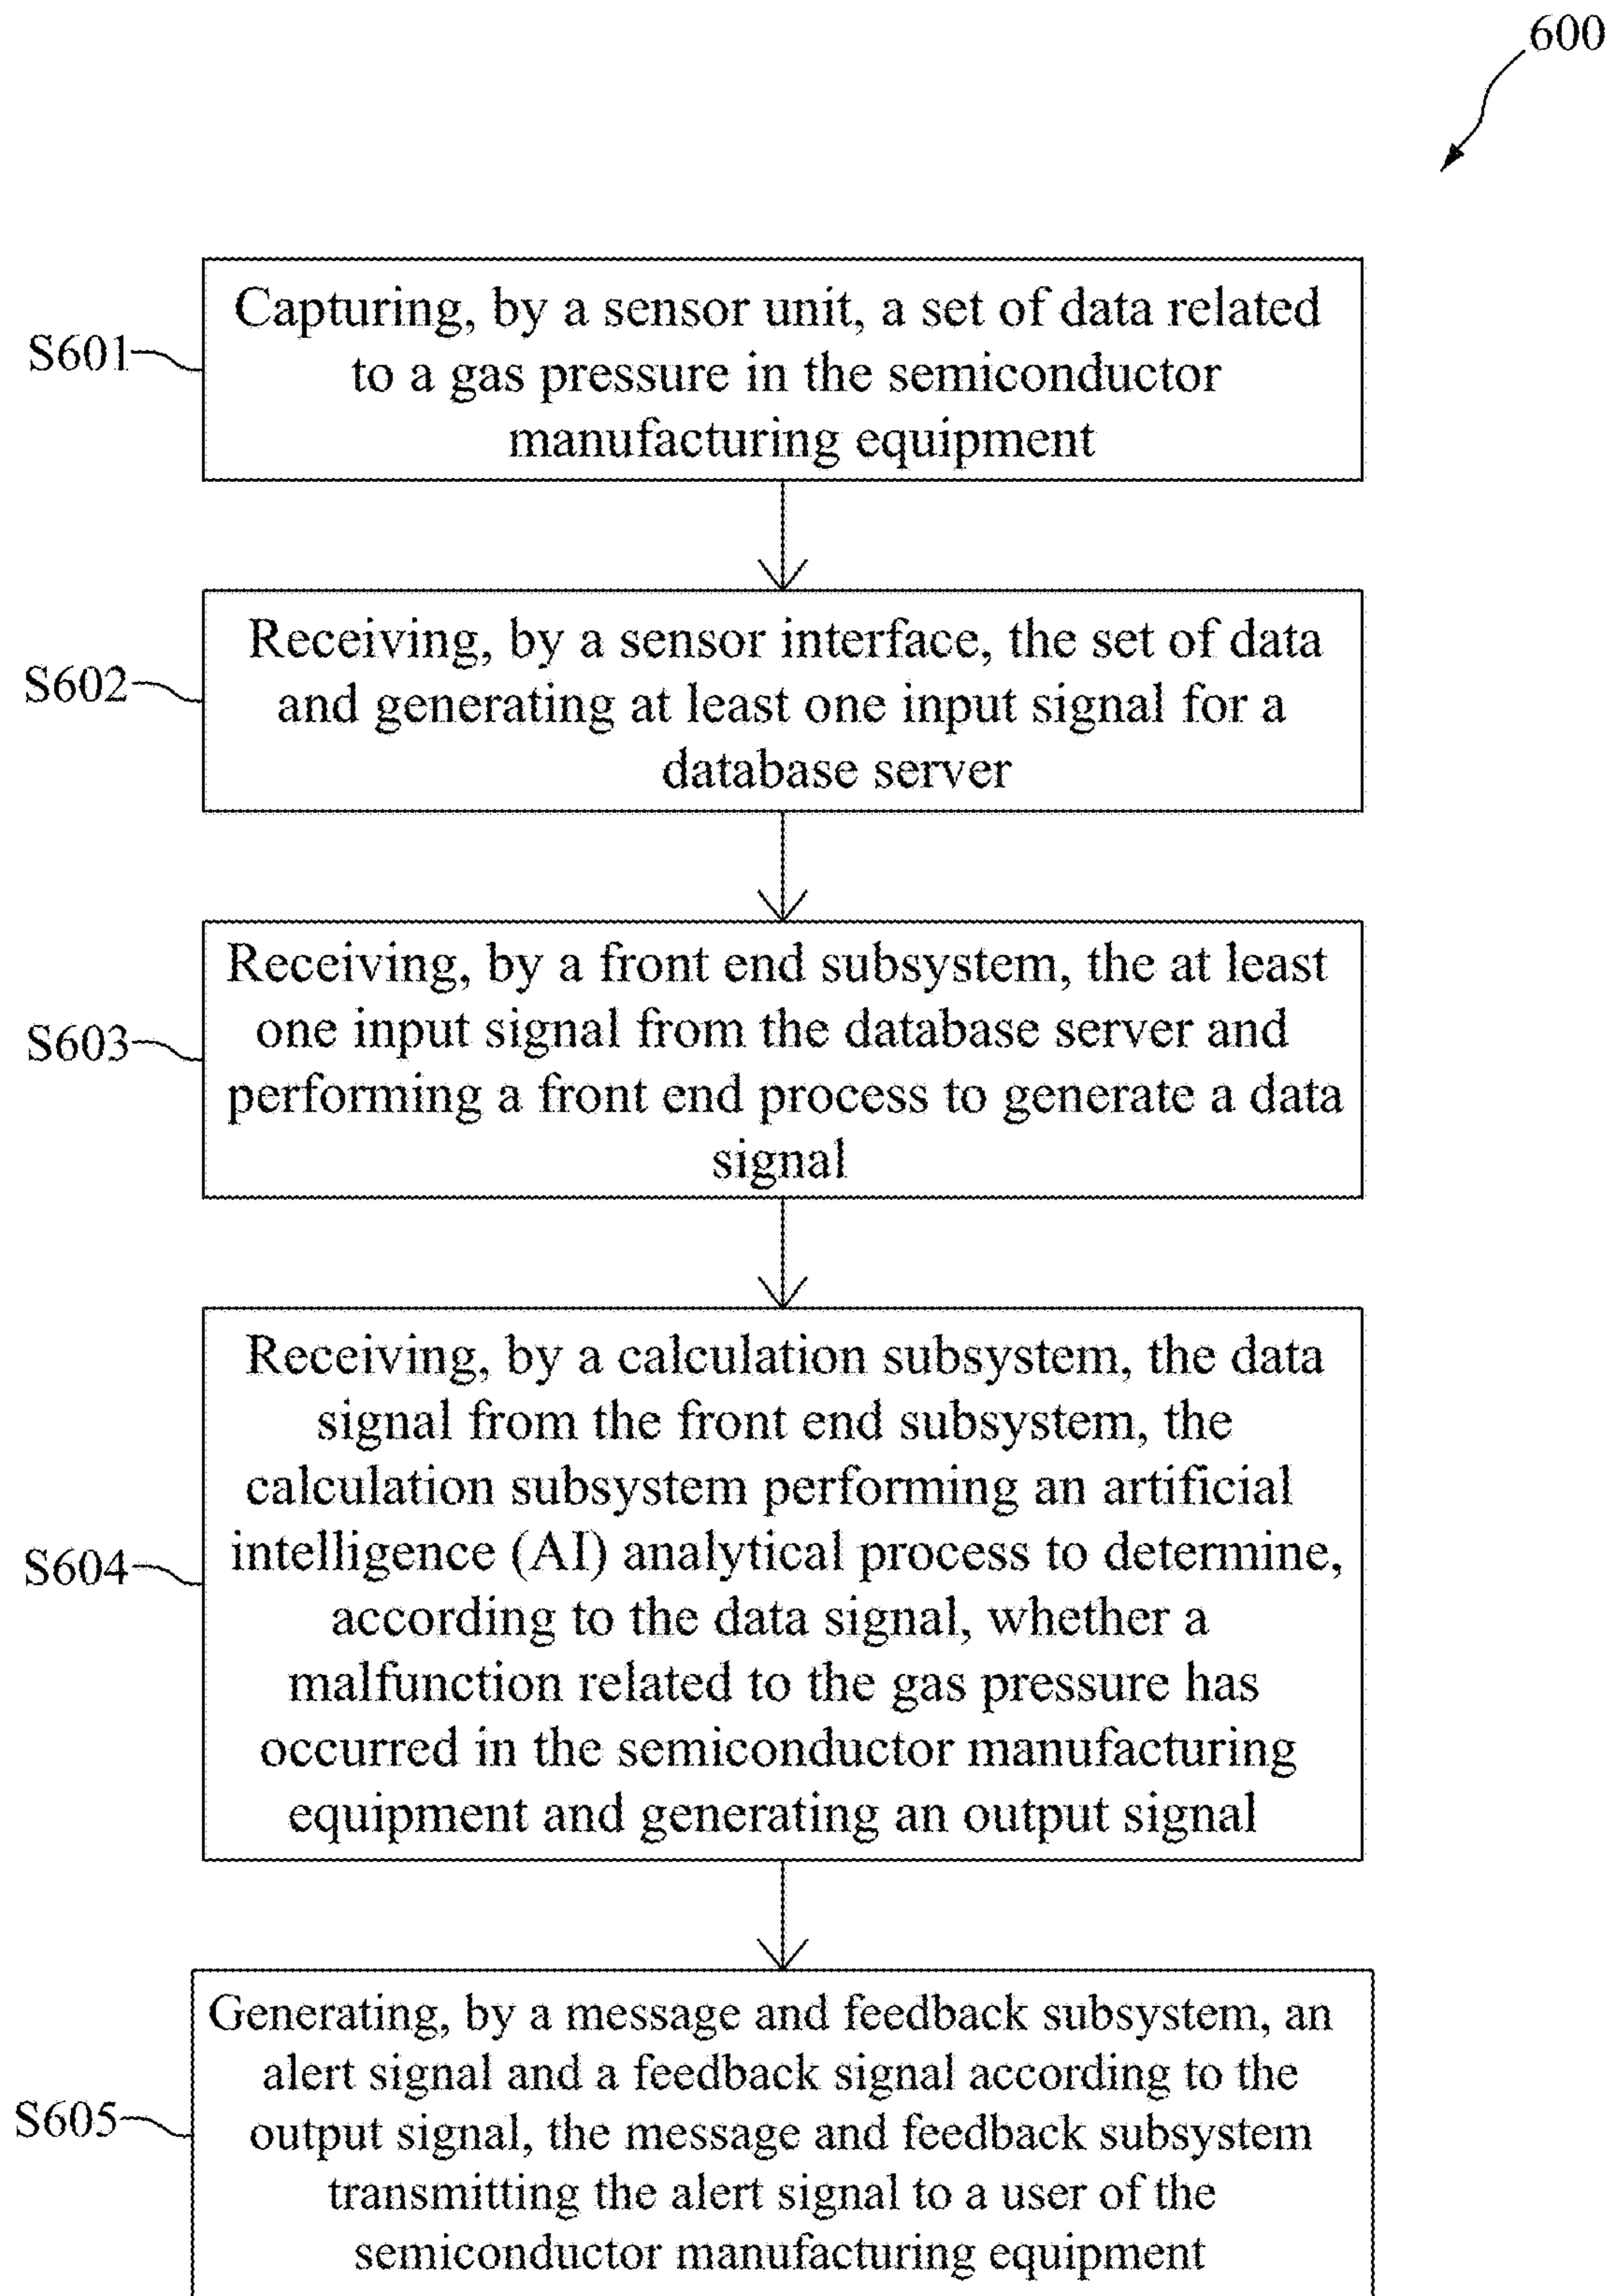 600
S601
Capturing, by a sensor unit, a set of data related
to a gas pressure in the semiconductor
manufacturing equipment
S602
Receiving, by a sensor interface, the set of data
and generating at least one input signal for a
database server
S603
Receiving, by a front end subsystem, the at least
one input signal from the database server and
performing a front end process to generate a data
signal
S604
Receiving, by a calculation subsystem, the data
signal from the front end subsystem, the
calculation subsystem performing an artificial
intelligence (AI) analytical process to determine,
according to the data signal, whether a
malfunction related to the gas pressure has
occurred in the semiconductor manufacturing
equipment and generating an output signal
S605
Generating, by a message and feedback subsystem, an
alert signal and a feedback signal according to the
output signal, the message and feedback subsystem
transmitting the alert signal to a user of the
semiconductor manufacturing equipment